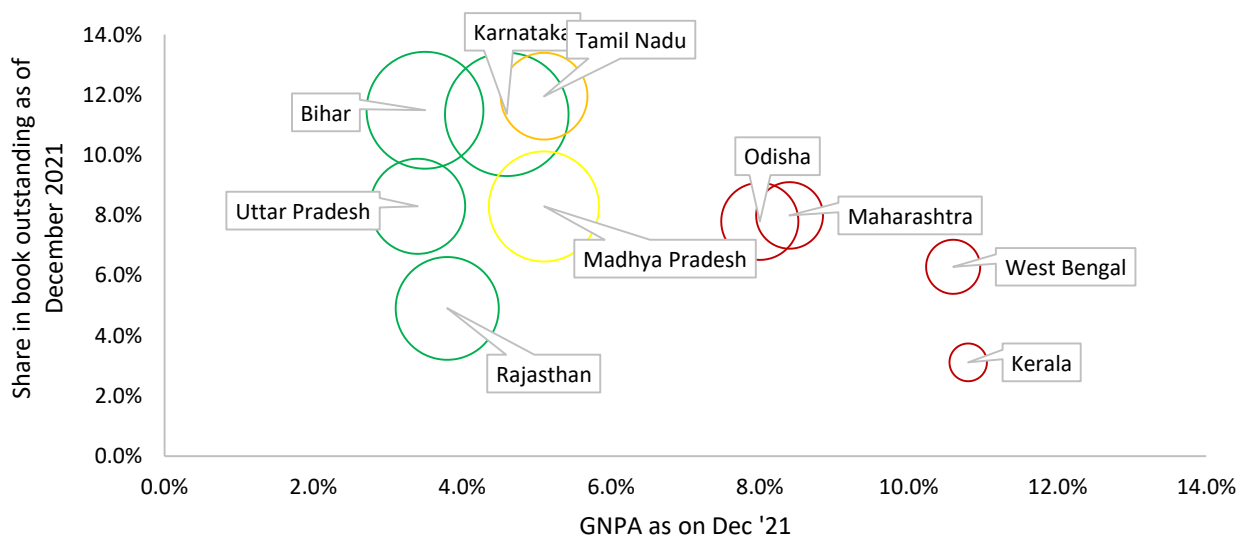 Share in book outstanding as of
December 2021
14.0%
12.0%
10.0%
8.0%
6.0%
4.0%
2.0%
0.0%
Karnataka
Tamil Nadu
Bihar
Odisha
Uttar Pradesh
Maharashtra
Madhya Pradesh
West Bengal
Rajasthan
Kerala
0.0% 2.0% 4.0% 6.0% 8.0% 10.0% 12.0% 14.0%
GNPA as on Dec '21